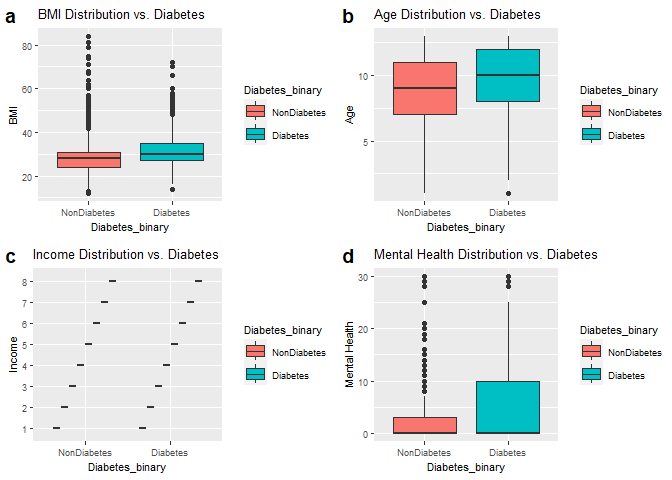 a
BMI Distribution vs. Diabetes
80
60
40
20
BMI
NonDiabetes
Diabetes
Diabetes_binary
Diabetes_binary
NonDiabetes
Diabetes
b
Age Distribution vs. Diabetes
10
5
Age
NonDiabetes
Diabetes
Diabetes_binary
Diabetes_binary
NonDiabetes
Diabetes
c
Income Distribution vs. Diabetes
8
7
6
5
4
3
2
1
Income
NonDiabetes
Diabetes
Diabetes_binary
Diabetes_binary
NonDiabetes
Diabetes
d
Mental Health Distribution vs. Diabetes
30
20
10
0
Mental Health
NonDiabetes
Diabetes
Diabetes_binary
Diabetes_binary
NonDiabetes
Diabetes